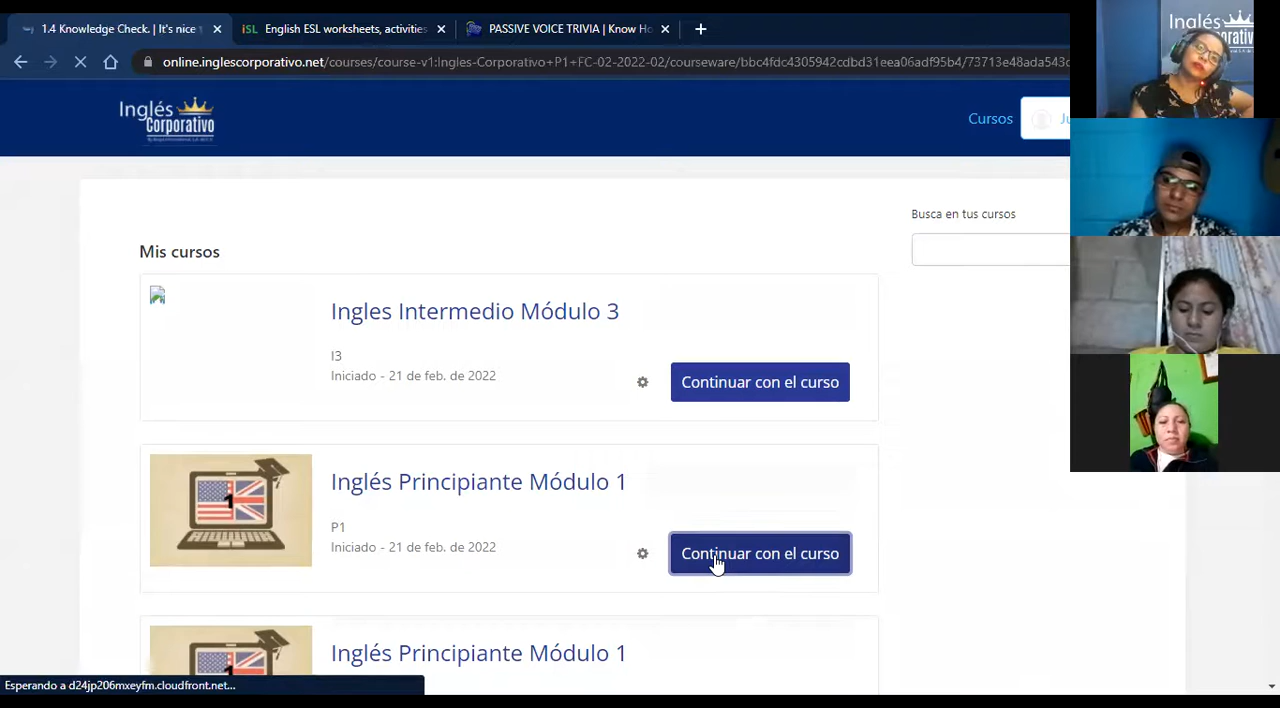 1.4 Knowledge Check. | It's nice
English ESL worksheets, activities
PASSIVE VOICE TRIVIA | Know Ho
online.inglescorporativo.net/courses/course-v1:Ingles-Corporativo+P1+FC-02-2022-02/courseware/bbc4fdc4305942cdbd31eea06adf95b4/73713e48ada543c
Inglés
Corporativo
Cursos
Busca en tus cursos
Mis cursos
Ingles Intermedio Módulo 3
I3
Iniciado - 21 de feb. de 2022
Continuar con el curso
Inglés Principiante Módulo 1
1
P1
Iniciado - 21 de feb. de 2022
Continuar con el curso
Inglés Principiante Módulo 1
Esperando a d24jp206mxeyfm.cloudfront.net...
Inglés